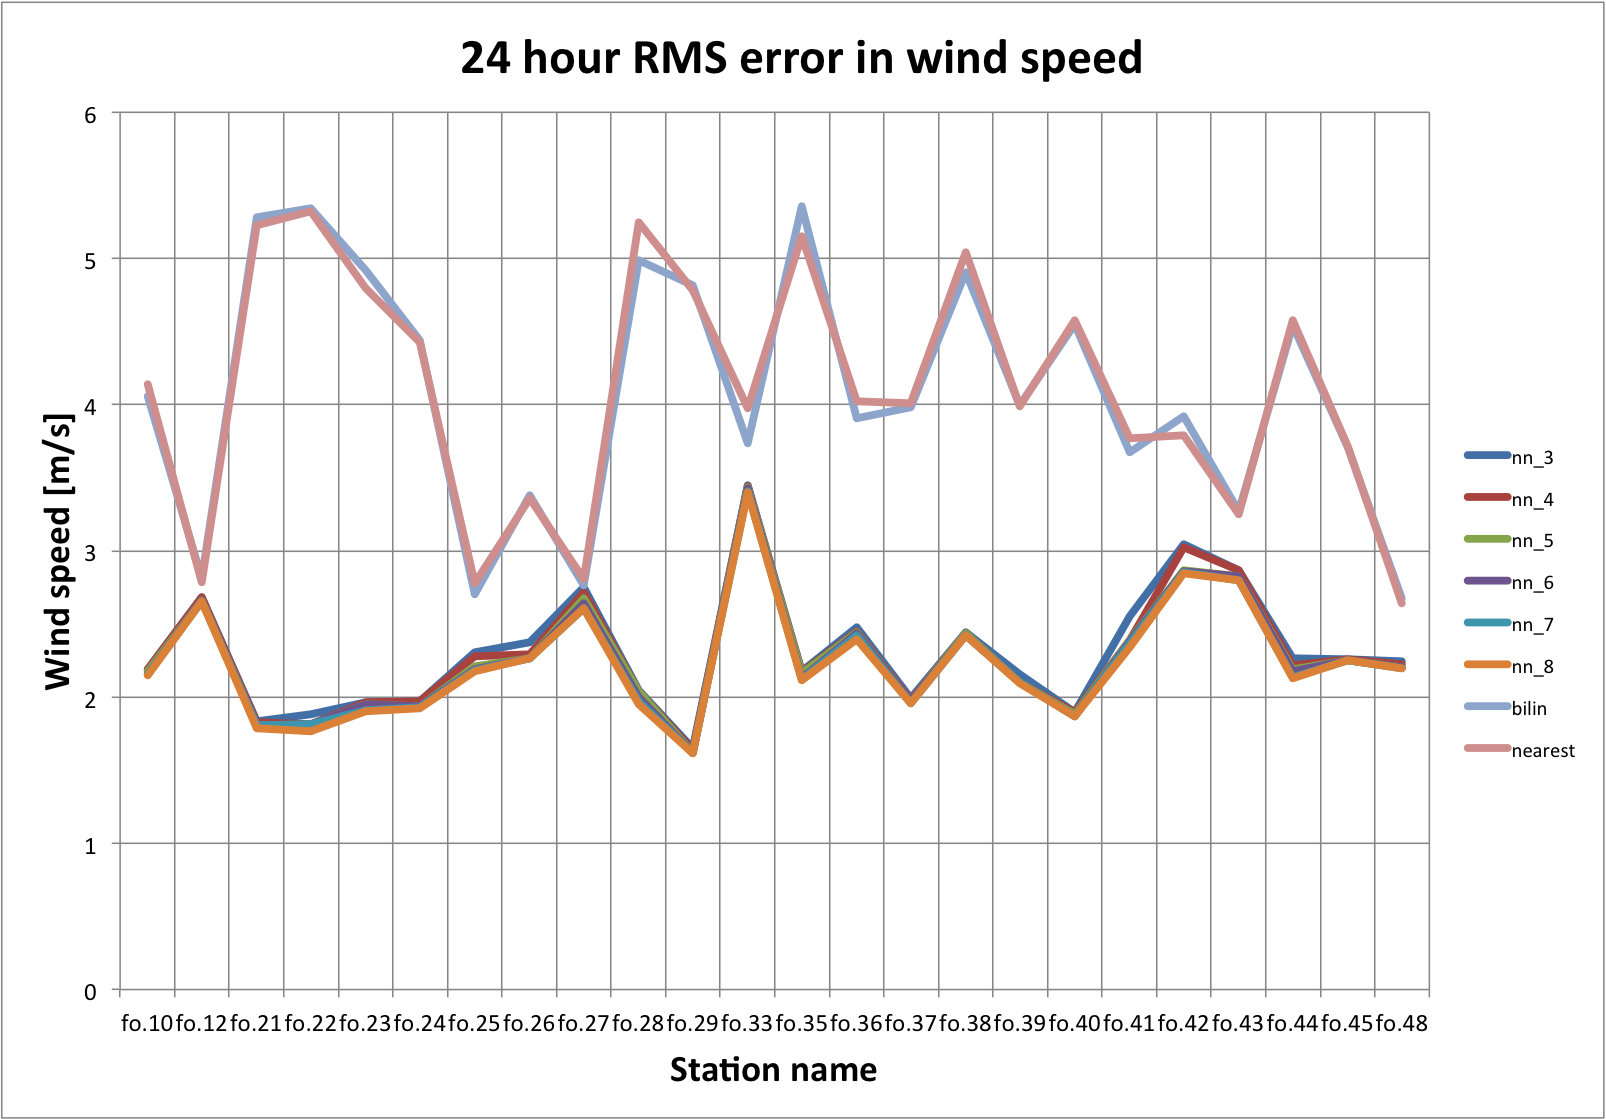 24 hour RMS error in wind speed
6
5
4
3
2
1
0
Wind speed [m/s]
fo.10 fo.12 fo.21 fo.22 fo.23 fo.24 fo.25 fo.26 fo.27 fo.28 fo.29 fo.33 fo.35 fo.36 fo.37 fo.38 fo.39 fo.40 fo.41 fo.42 fo.43 fo.44 fo.45 fo.48
Station name
nn_3
nn_4
nn_5
nn_6
nn_7
nn_8
bilin
nearest